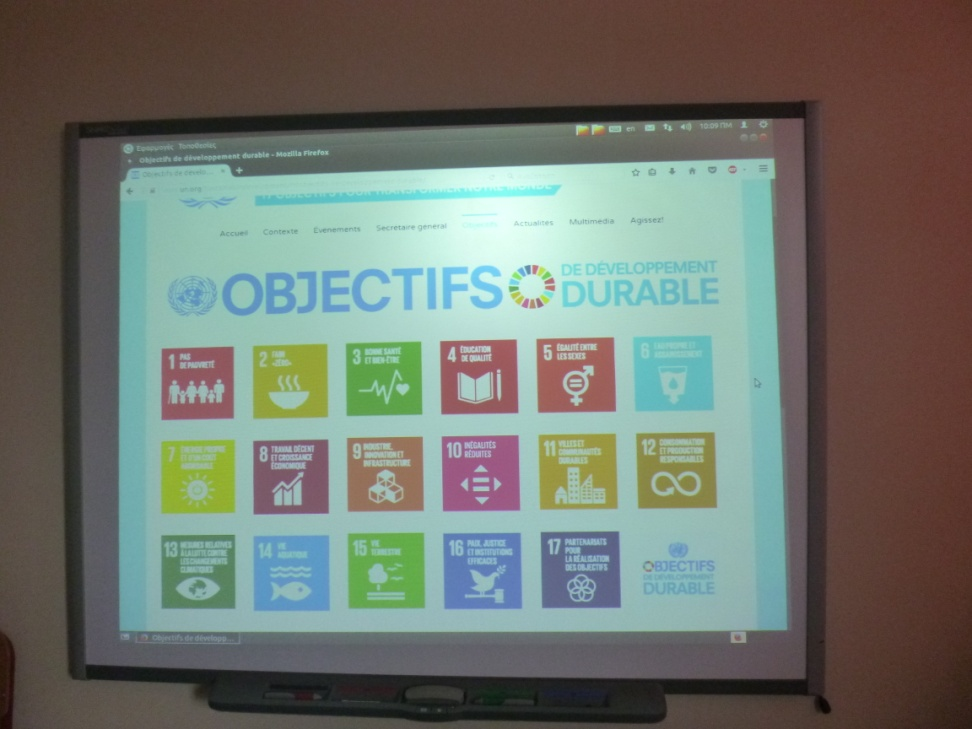 Εφαρμογές Τοποθεσίες
en
10:09 ΠΜ
Objectifs de développement durable - Mozilla Firefox
Objectifs de dévelo...
17 OBJECTIFS POUR TRANSFORMER NOTRE MONDE
Accueil Contexte Evénements Secrétaire général Objectifs Actualités Multimédia Agissez!
OBJECTIFS
DE DÉVELOPPEMENT
DURABLE
1 PAS
DE PAUVRETÉ
2 FAIM
«ZÉRO»
3 BONNE SANTÉ
ET BIEN-ÊTRE
4 ÉDUCATION
DE QUALITÉ
5 ÉGALITÉ ENTRE
LES SEXES
6 EAU PROPRE ET
ASSAINISSEMENT
7 ÉNERGIE PROPRE
ET D'UN COÛT
ABORDABLE
8 TRAVAIL DÉCENT
ET CROISSANCE
ÉCONOMIQUE
9 INDUSTRIE,
INNOVATION ET
INFRASTRUCTURE
10 INÉGALITÉS
RÉDUITES
11 VILLES ET
COMMUNAUTÉS
DURABLES
12 CONSOMMATION
ET PRODUCTION
RESPONSABLES
13 MESURES RELATIVES
À LA LUTTE CONTRE
LES CHANGEMENTS
CLIMATIQUES
14 VIE
AQUATIQUE
15 VIE
TERRESTRE
16 PAIX, JUSTICE
ET INSTITUTIONS
EFFICACES
17 PARTENARIATS
POUR
LA RÉALISATION
DES OBJECTIFS
OBJECTIFS
DE DÉVELOPPEMENT
DURABLE
Objectifs de développ...